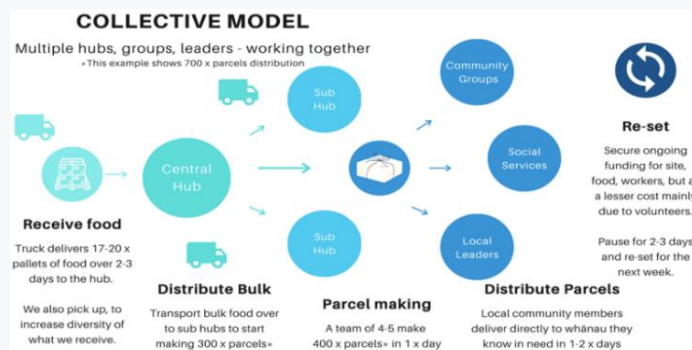 COLLECTIVE MODEL
Multiple hubs, groups, leaders - working together
*This example shows 700 x parcels distribution
Sub
Hub
Community
Groups
Central
Hub
Social
Services
Sub
Hub
Local
Leaders
Receive food
Truck delivers 17-20 x
pallets of food over 2-3
days to the hub.
We also pick up, to
increase diversity of
what we receive.
Distribute Bulk
Transport bulk food over
to sub hubs to start
making 300 x parcels*
Parcel making
A team of 4-5 make
400 x parcels* in 1 x day
Distribute Parcels
Local community members
deliver directly to whānau they
know in need in 1-2 x days
Re-set
Secure ongoing
funding for site,
food, workers, but a
a lesser cost mainly
due to volunteers.
Pause for 2-3 days
and re-set for the
next week.